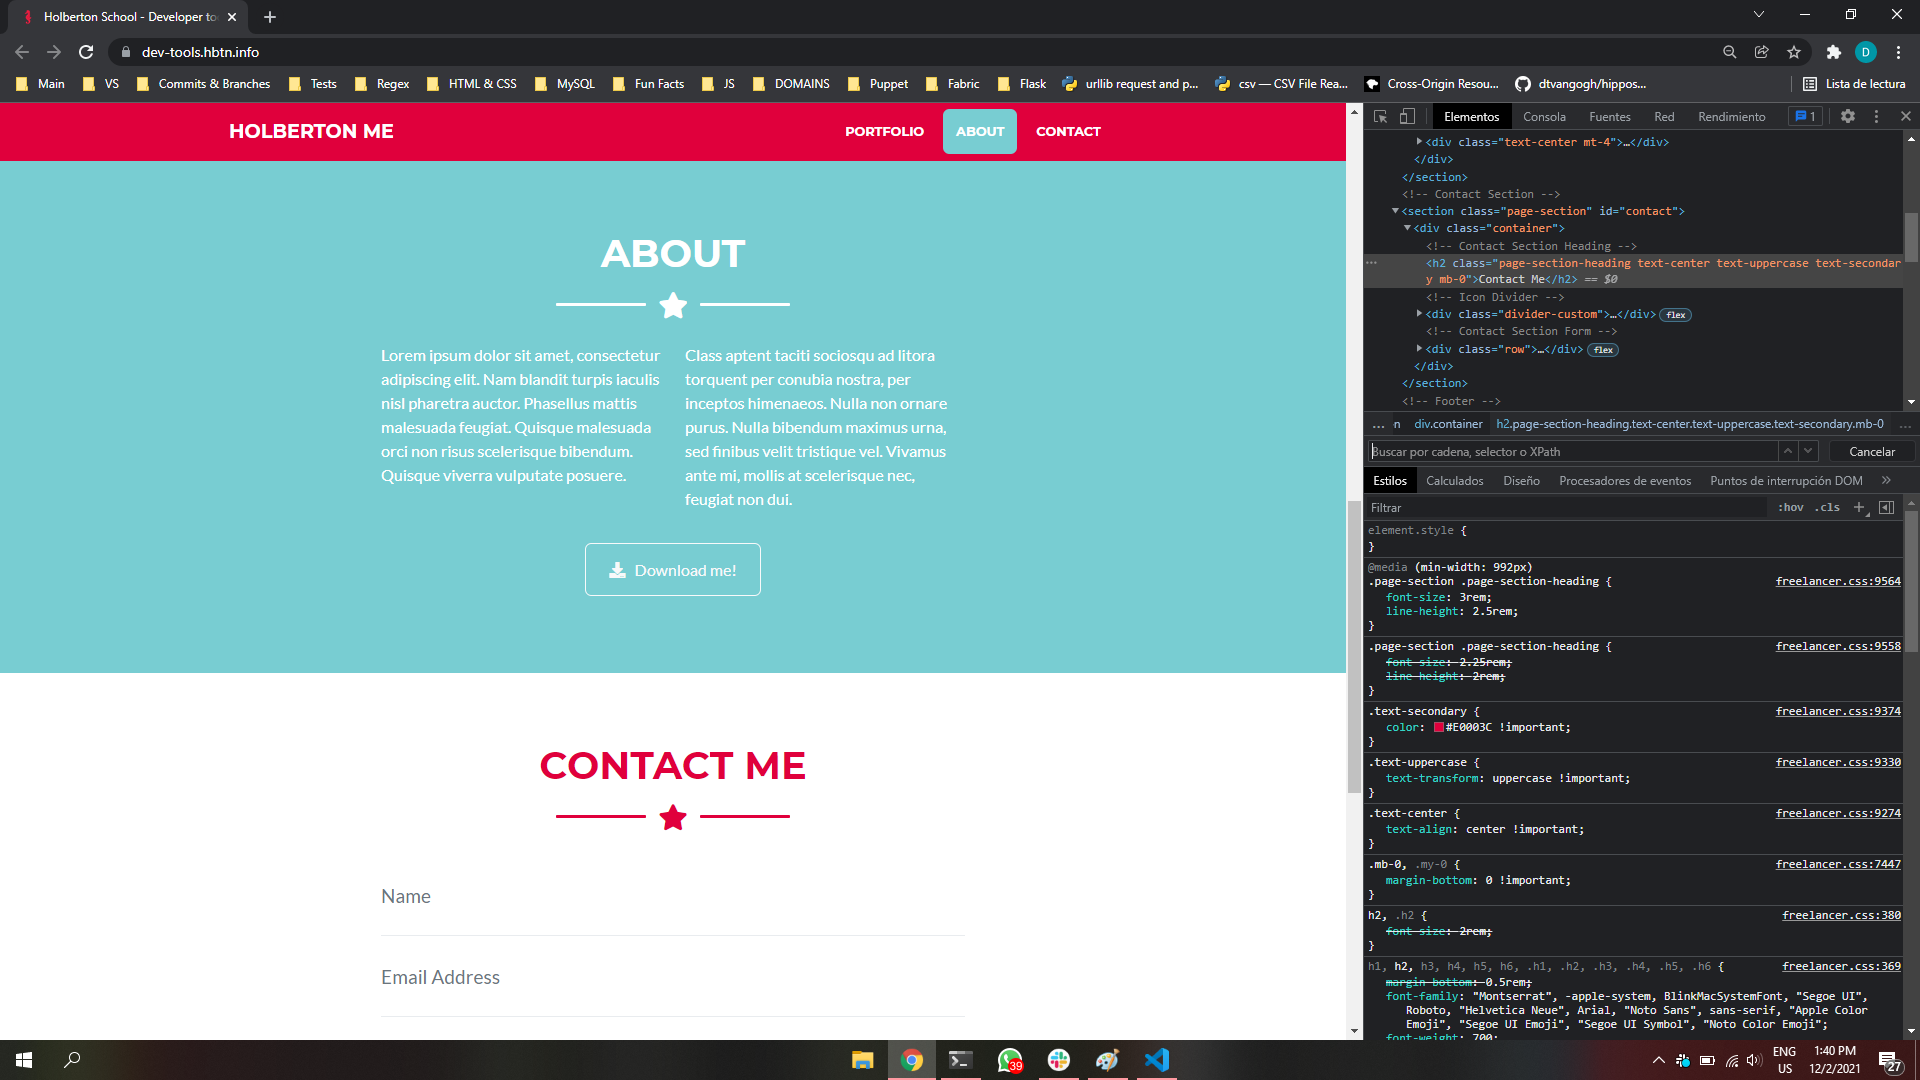 Holberton School - Developer to
dev-tools.hbtn.info
D
Main VS Commits & Branches Tests Regex HTML & CSS MySQL Fun Facts JS DOMAINS Puppet Fabric Flask urllib request and p... csv — CSV File Rea... Cross-Origin Resou... dtvangogh/hippos... Lista de lectura
HOLBERTON ME
PORTFOLIO ABOUT CONTACT
ABOUT
Lorem ipsum dolor sit amet, consectetur
adipiscing elit. Nam blandit turpis iaculis
nisl pharetra auctor. Phasellus mattis
malesuada feugiat. Quisque malesuada
orci non risus scelerisque bibendum.
Quisque viverra vulputate posuere.
Class aptent taciti sociosqu ad litora
torquent per conubia nostra, per
inceptos himenaeos. Nulla non ornare
purus. Nulla bibendum maximus urna,
sed finibus velit tristique vel. Vivamus
ante mi, mollis at scelerisque nec,
feugiat non dui.
Download me!
CONTACT ME
Name
Email Address
Elementos Consola Fuentes Red Rendimiento 1
<div class="text-center mt-4">…</div>
</div>
</section>
<!-- Contact Section -->
<section class="page-section" id="contact">
<div class="container">
<!-- Contact Section Heading -->
<h2 class="page-section-heading text-center text-uppercase text-secondar
y mb-0">Contact Me</h2> == $0
<!-- Icon Divider -->
<div class="divider-custom">…</div> flex
<!-- Contact Section Form -->
<div class="row">…</div> flex
</div>
</section>
<!-- Footer -->
... n div.container h2.page-section-heading.text-center.text-uppercase.text-secondary.mb-0 ...
Buscar por cadena, selector o XPath Cancelar
Estilos Calculados Diseño Procesadores de eventos Puntos de interrupción DOM »
Filtrar :hov .cls +
element.style {
}
@media (min-width: 992px)
.page-section .page-section-heading { freelancer.css:9564
font-size: 3rem;
line-height: 2.5rem;
}
.page-section .page-section-heading { freelancer.css:9558
font-size: 2.25rem;
line-height: 2rem;
}
.text-secondary { freelancer.css:9374
color: #E0003C !important;
}
.text-uppercase { freelancer.css:9330
text-transform: uppercase !important;
}
.text-center { freelancer.css:9274
text-align: center !important;
}
.mb-0, .my-0 { freelancer.css:7447
margin-bottom: 0 !important;
}
h2, .h2 { freelancer.css:380
font-size: 2rem;
}
h1, h2, h3, h4, h5, h6, .h1, .h2, .h3, .h4, .h5, .h6 { freelancer.css:369
margin-bottom: 0.5rem;
font-family: "Montserrat", -apple-system, BlinkMacSystemFont, "Segoe UI",
Roboto, "Helvetica Neue", Arial, "Noto Sans", sans-serif, "Apple Color
Emoji", "Segoe UI Emoji", "Segoe UI Symbol", "Noto Color Emoji";
font-weight: 700;
39
ENG
US
1:40 PM
12/2/2021
27